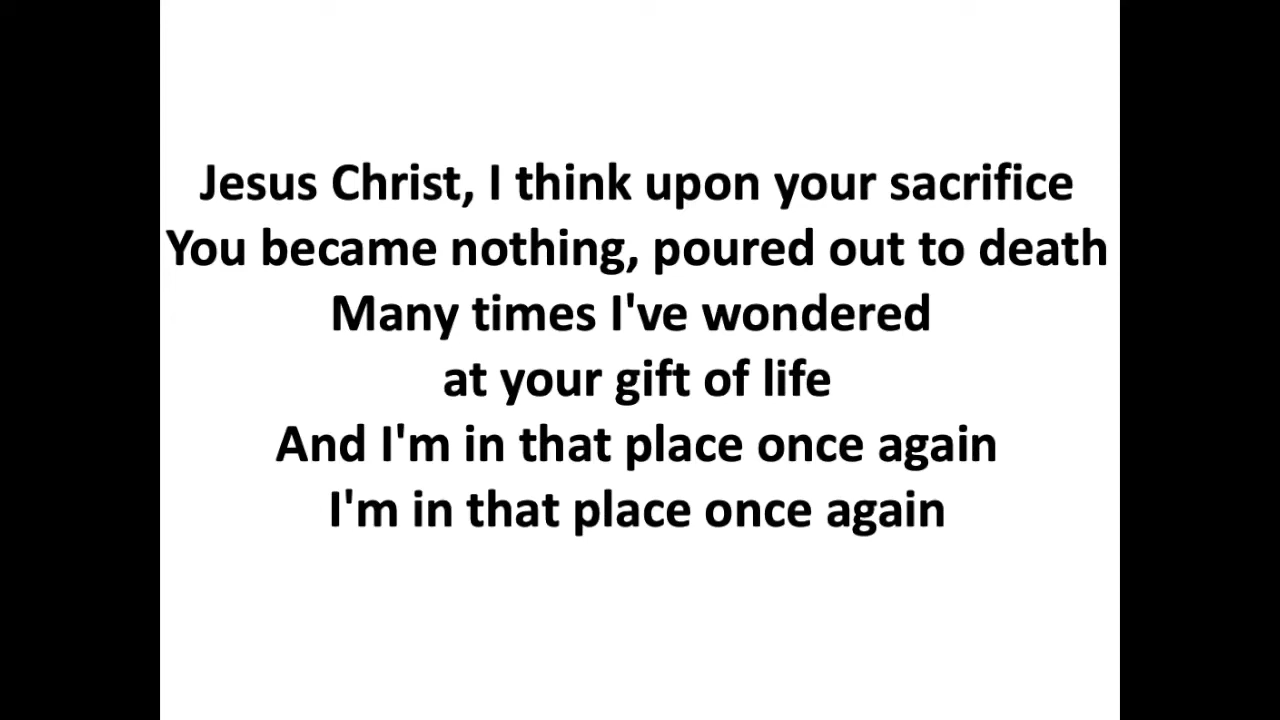 Jesus Christ, I think upon your sacrifice
You became nothing, poured out to death
Many times I've wondered
at your gift of life
And I'm in that place once again
I'm in that place once again